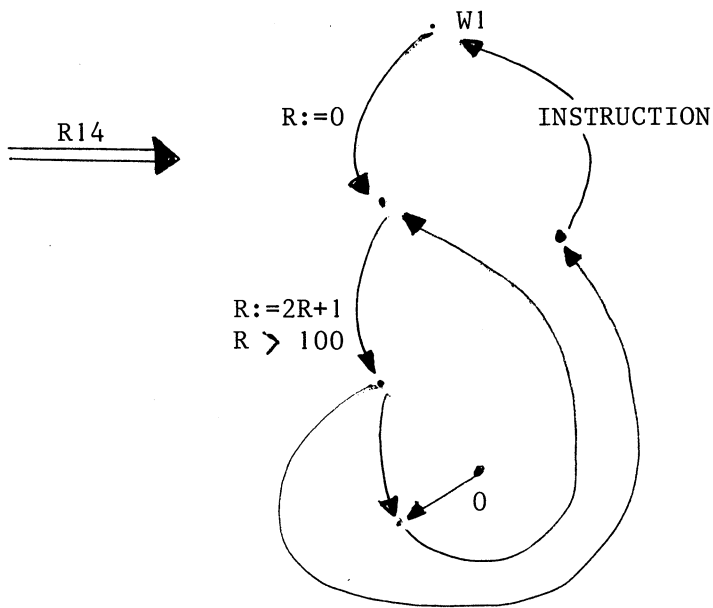 W1
R:=0
INSTRUCTION
R14
R:=2R+1
R > 100
0